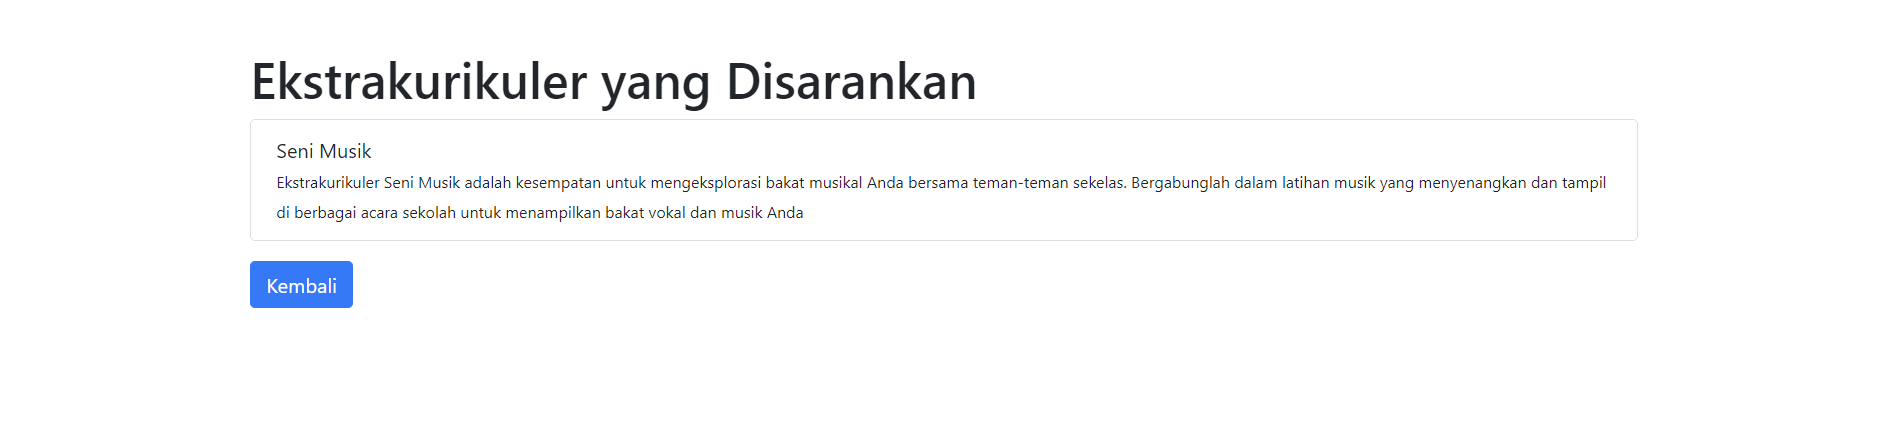 Ekstrakurikuler yang Disarankan
Seni Musik
Ekstrakurikuler Seni Musik adalah kesempatan untuk mengeksplorasi bakat musikal Anda bersama teman-teman sekelas. Bergabunglah dalam latihan musik yang menyenangkan dan tampil
di berbagai acara sekolah untuk menampilkan bakat vokal dan musik Anda
Kembali